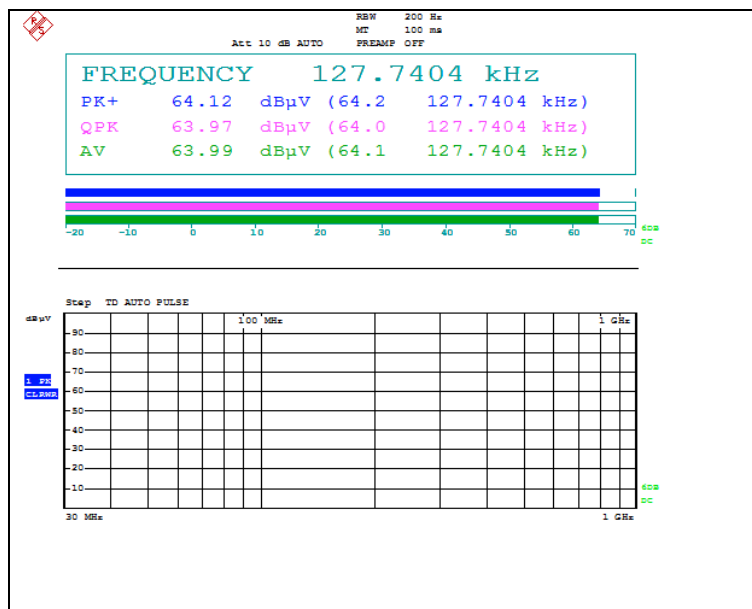 R S
RBW 200 Hz
MT 100 ms
Att 10 dB AUTO PREAMP OFF
FREQUENCY 127.7404 kHz
PK+ 64.12 dBµV (64.2 127.7404 kHz)
QPK 63.97 dBµV (64.0 127.7404 kHz)
AV 63.99 dBµV (64.1 127.7404 kHz)
-20 -10 0 10 20 30 40 50 60 70
6DB
DC
Step TD AUTO PULSE
dBµV
100 MHz 1 GHz
90
80
70
1 PK
60
CLRWR
50
40
30
20
10
6DB
DC
30 MHz 1 GHz